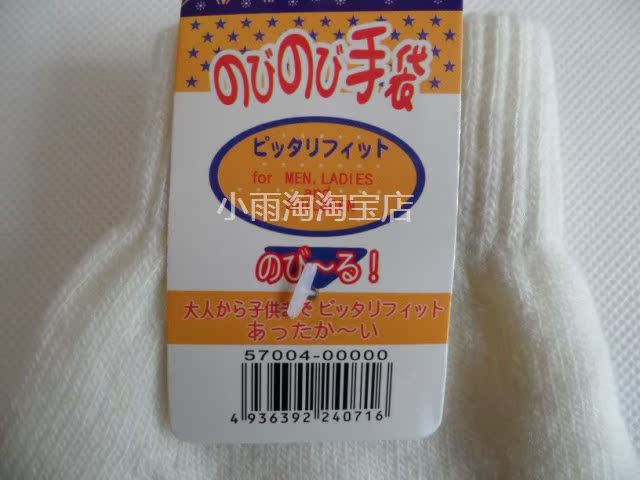 のびのび手袋
ピッタリフィット
for MEN, LADIES
小雨淘淘宝店
のび〜る!
大人から子供まで ピッタリフィット
あったか〜い
57004-00000
4 936392 240716